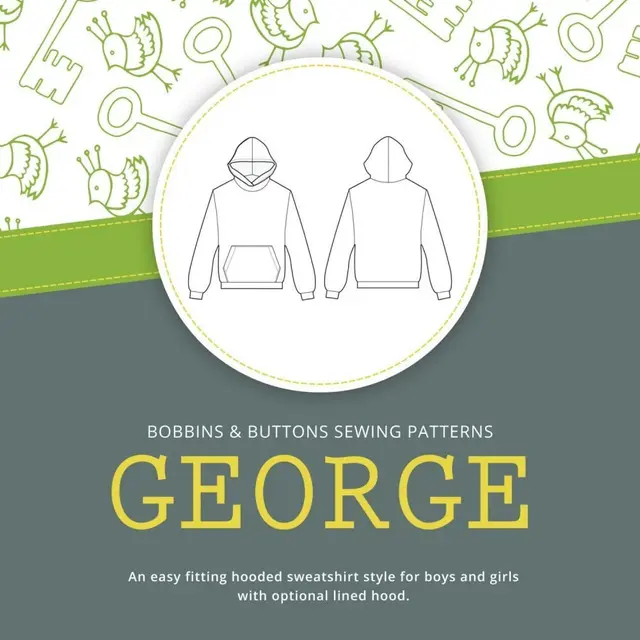 BOBBINS & BUTTONS SEWING PATTERNS
GEORGE
An easy fitting hooded sweatshirt style for boys and girls
with optional lined hood.